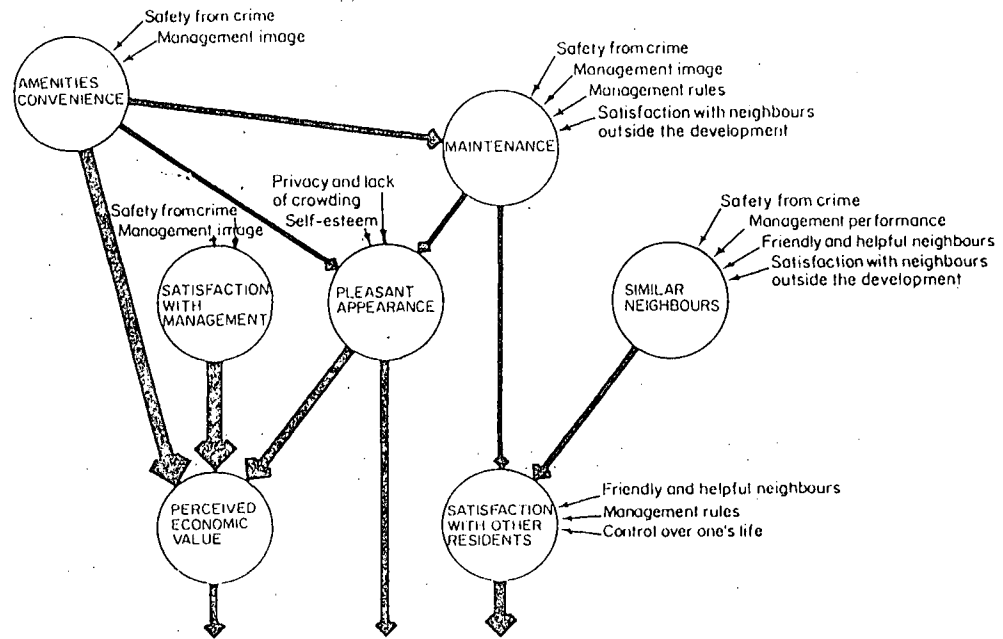 Safety from crime
Management image
AMENITIES
CONVENIENCE
Safety from crime
Management image
Management rules
Satisfaction with neighbours
outside the development
MAINTENANCE
Privacy and lack
of crowding
Self-esteem
Safety from crime
Management image
Safety from crime
Management performance
Friendly and helpful neighbours
Satisfaction with neighbours
outside the development
SATISFACTION
WITH
MANAGEMENT
PLEASANT
APPEARANCE
SIMILAR
NEIGHBOURS
PERCEIVED
ECONOMIC
VALUE
SATISFACTION
WITH OTHER
RESIDENTS
Friendly and helpful neighbours
Management rules
Control over one's life